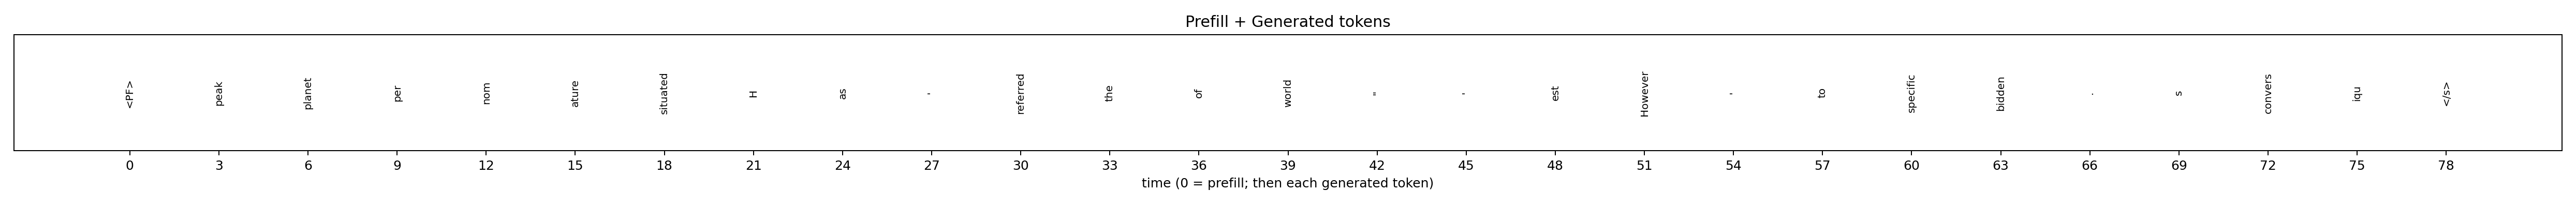 Prefill + Generated tokens
<PF> peak planet per nom ature situated H as - referred the of world " - est However - to specific bidden . s convers iqu </s>
0 3 6 9 12 15 18 21 24 27 30 33 36 39 42 45 48 51 54 57 60 63 66 69 72 75 78
time (0 = prefill; then each generated token)